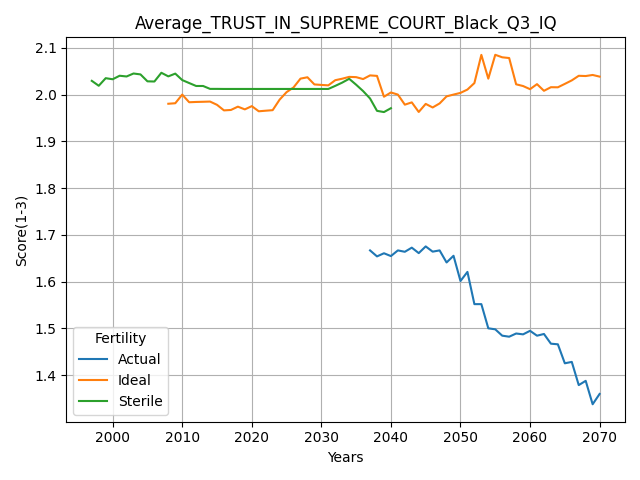 Average_TRUST_IN_SUPREME_COURT_Black_Q3_IQ
Score(1-3)
2.1
2.0
1.9
1.8
1.7
1.6
1.5
1.4
Fertility
Actual
Ideal
Sterile
2000 2010 2020 2030 2040 2050 2060 2070
Years